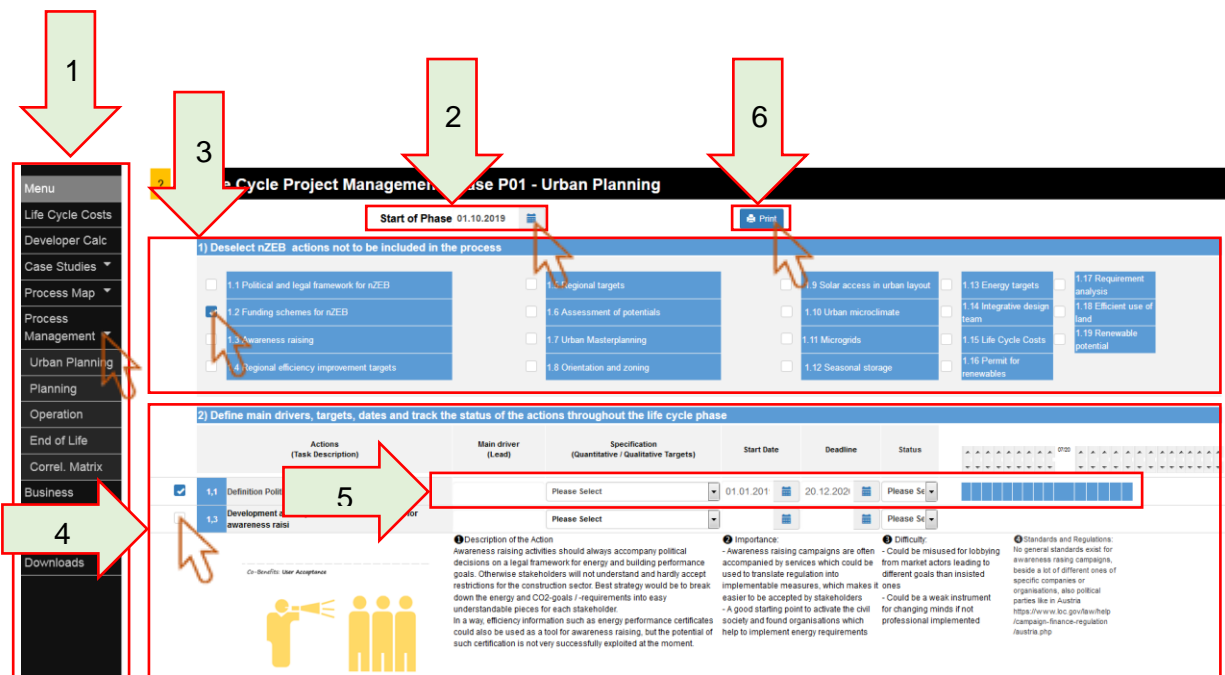 1
2
6
3
?
e Cycle Project Managemen
ase P01 - Urban Planning
Menu
Life Cycle Costs
Developer Calc
Case Studies
Process Map
Process
Management
Urban Planning
Planning
Operation
End of Life
Correl. Matrix
Business
Downloads
4
Start of Phase 01.10.2019
Print
1) Deselect nZEB actions not to be included in the process
1.1 Political and legal framework for nZEB
1.2 Funding schemes for nZEB
1.3 Awareness raising
1.4 Regional efficiency improvement targets
1.5 Regional targets
1.6 Assessment of potentials
1.7 Urban Masterplanning
1.8 Orientation and zoning
1.9 Solar access in urban layout
1.10 Urban microclimate
1.11 Microgrids
1.12 Seasonal storage
1.13 Energy targets
1.14 Integrative design
team
1.15 Life Cycle Costs
1.16 Permit for
renewables
1.17 Requirement
analysis
1.18 Efficient use of
land
1.19 Renewable
potential
2) Define main drivers, targets, dates and track the status of the actions throughout the life cycle phase
Actions
(Task Description)
Main driver
(Lead)
Specification
(Quantitative / Qualitative Targets)
Start Date
Deadline
Status
07/20
5
1,1 Definition Polit
Please Select
01.01.201
20.12.202
Please Se
1,3 Development a
for
awareness raisi
Please Select
Please Se
Co-Benefits: User Acceptance
❶Description of the Action
Awareness raising activities should always accompany political
decisions on a legal framework for energy and building performance
goals. Otherwise stakeholders will not understand and hardly accept
restrictions for the construction sector. Best strategy would be to break
down the energy and CO2-goals / -requirements into easy
understandable pieces for each stakeholder.
In a way, efficiency information such as energy performance certificates
could also be used as a tool for awareness raising, but the potential of
such certification is not very successfully exploited at the moment.
❷ Importance:
- Awareness raising campaigns are often
accompanied by services which could be
used to translate regulation into
implementable measures, which makes it
easier to be accepted by stakeholders
- A good starting point to activate the civil
society and found organisations which
help to implement energy requirements
❸ Difficulty:
- Could be misused for lobbying
from market actors leading to
different goals than insisted
ones
- Could be a weak instrument
for changing minds if not
professional implemented
❹Standards and Regulations:
No general standards exist for
awareness rasing campaigns,
beside a lot of different ones of
specific companies or
organisations, also political
parties like in Austria
https://www.loc.gov/law/help
/campaign-finance-regulation
/austria.php